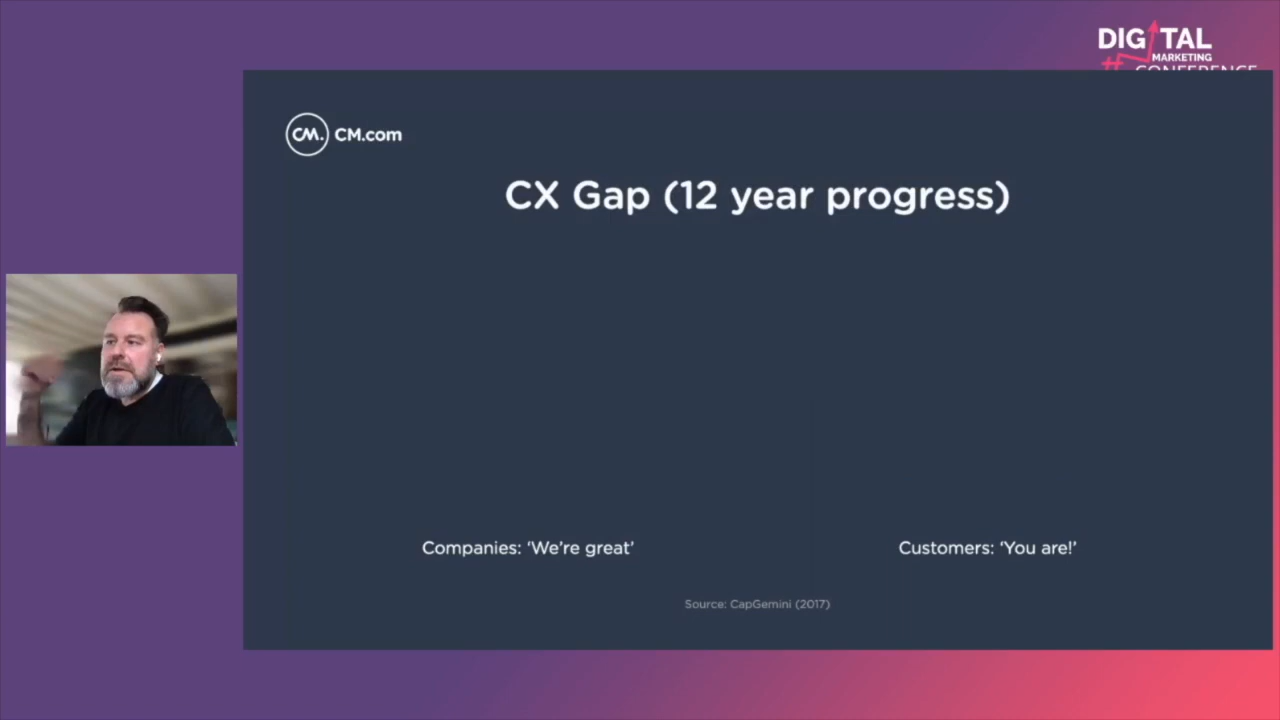 DIGITAL
MARKETING
#CONFERENCE
CM. CM.com
CX Gap (12 year progress)
Companies: ‘We’re great’
Customers: ‘You are!’
Source: CapGemini (2017)